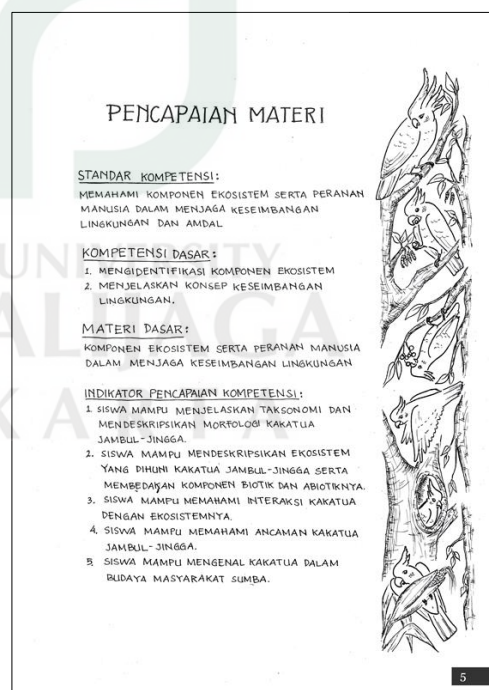 PENCAPAIAN MATERI
STANDAR KOMPETENSI:
MEMAHAMI KOMPONEN EKOSISTEM SERTA PERANAN
MANUSIA DALAM MENJAGA KESEIMBANGAN
LINGKUNGAN DAN AMDAL
KOMPETENSI DASAR:
1. MENGIDENTIFIKASI KOMPONEN EKOSISTEM
2. MENJELASKAN KONSEP KESEIMBANGAN
LINGKUNGAN.
MATERI DASAR:
KOMPONEN EKOSISTEM SERTA PERANAN MANUSIA
DALAM MENJAGA KESEIMBANGAN LINGKUNGAN
INDIKATOR PENCAPAIAN KOMPETENSI:
1. SISWA MAMPU MENJELASKAN TAKSONOMI DAN
MENDESKRIPSIKAN MORFOLOGI KAKATUA
JAMBUL-JINGGA.
2. SISWA MAMPU MENDESKRIPSIKAN EKOSISTEM
YANG DIHUNI KAKATUA JAMBUL-JINGGA SERTA
MEMBEDAKAN KOMPONEN BIOTIK DAN ABIOTIKNYA.
3. SISWA MAMPU MEMAHAMI INTERAKSI KAKATUA
DENGAN EKOSISTEMNYA.
4. SISWA MAMPU MEMAHAMI ANCAMAN KAKATUA
JAMBUL-JINGGA.
5. SISWA MAMPU MENGENAL KAKATUA DALAM
BUDAYA MASYARAKAT SUMBA.
UNIVERSITY
ALIJAGA
KARTA
5